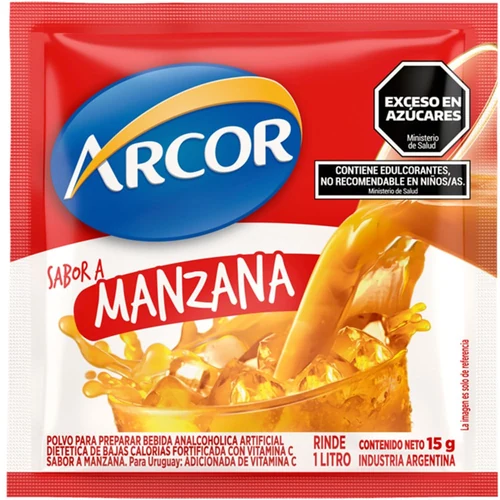 EXCESO EN
AZÚCARES
Ministerio
de Salud
ARCOR
CONTIENE EDULCORANTES,
NO RECOMENDABLE EN NIÑOS/AS.
Ministerio de Salud
SABOR A
MANZANA
La imagen es solo de referencia
POLVO PARA PREPARAR BEBIDA ANALCOHOLICA ARTIFICIAL
DIETETICA DE BAJAS CALORIAS FORTIFICADA CON VITAMINA C
SABOR A MANZANA. Para Uruguay: ADICIONADA DE VITAMINA C
RINDE
1 LITRO
CONTENIDO NETO 15 g
INDUSTRIA ARGENTINA